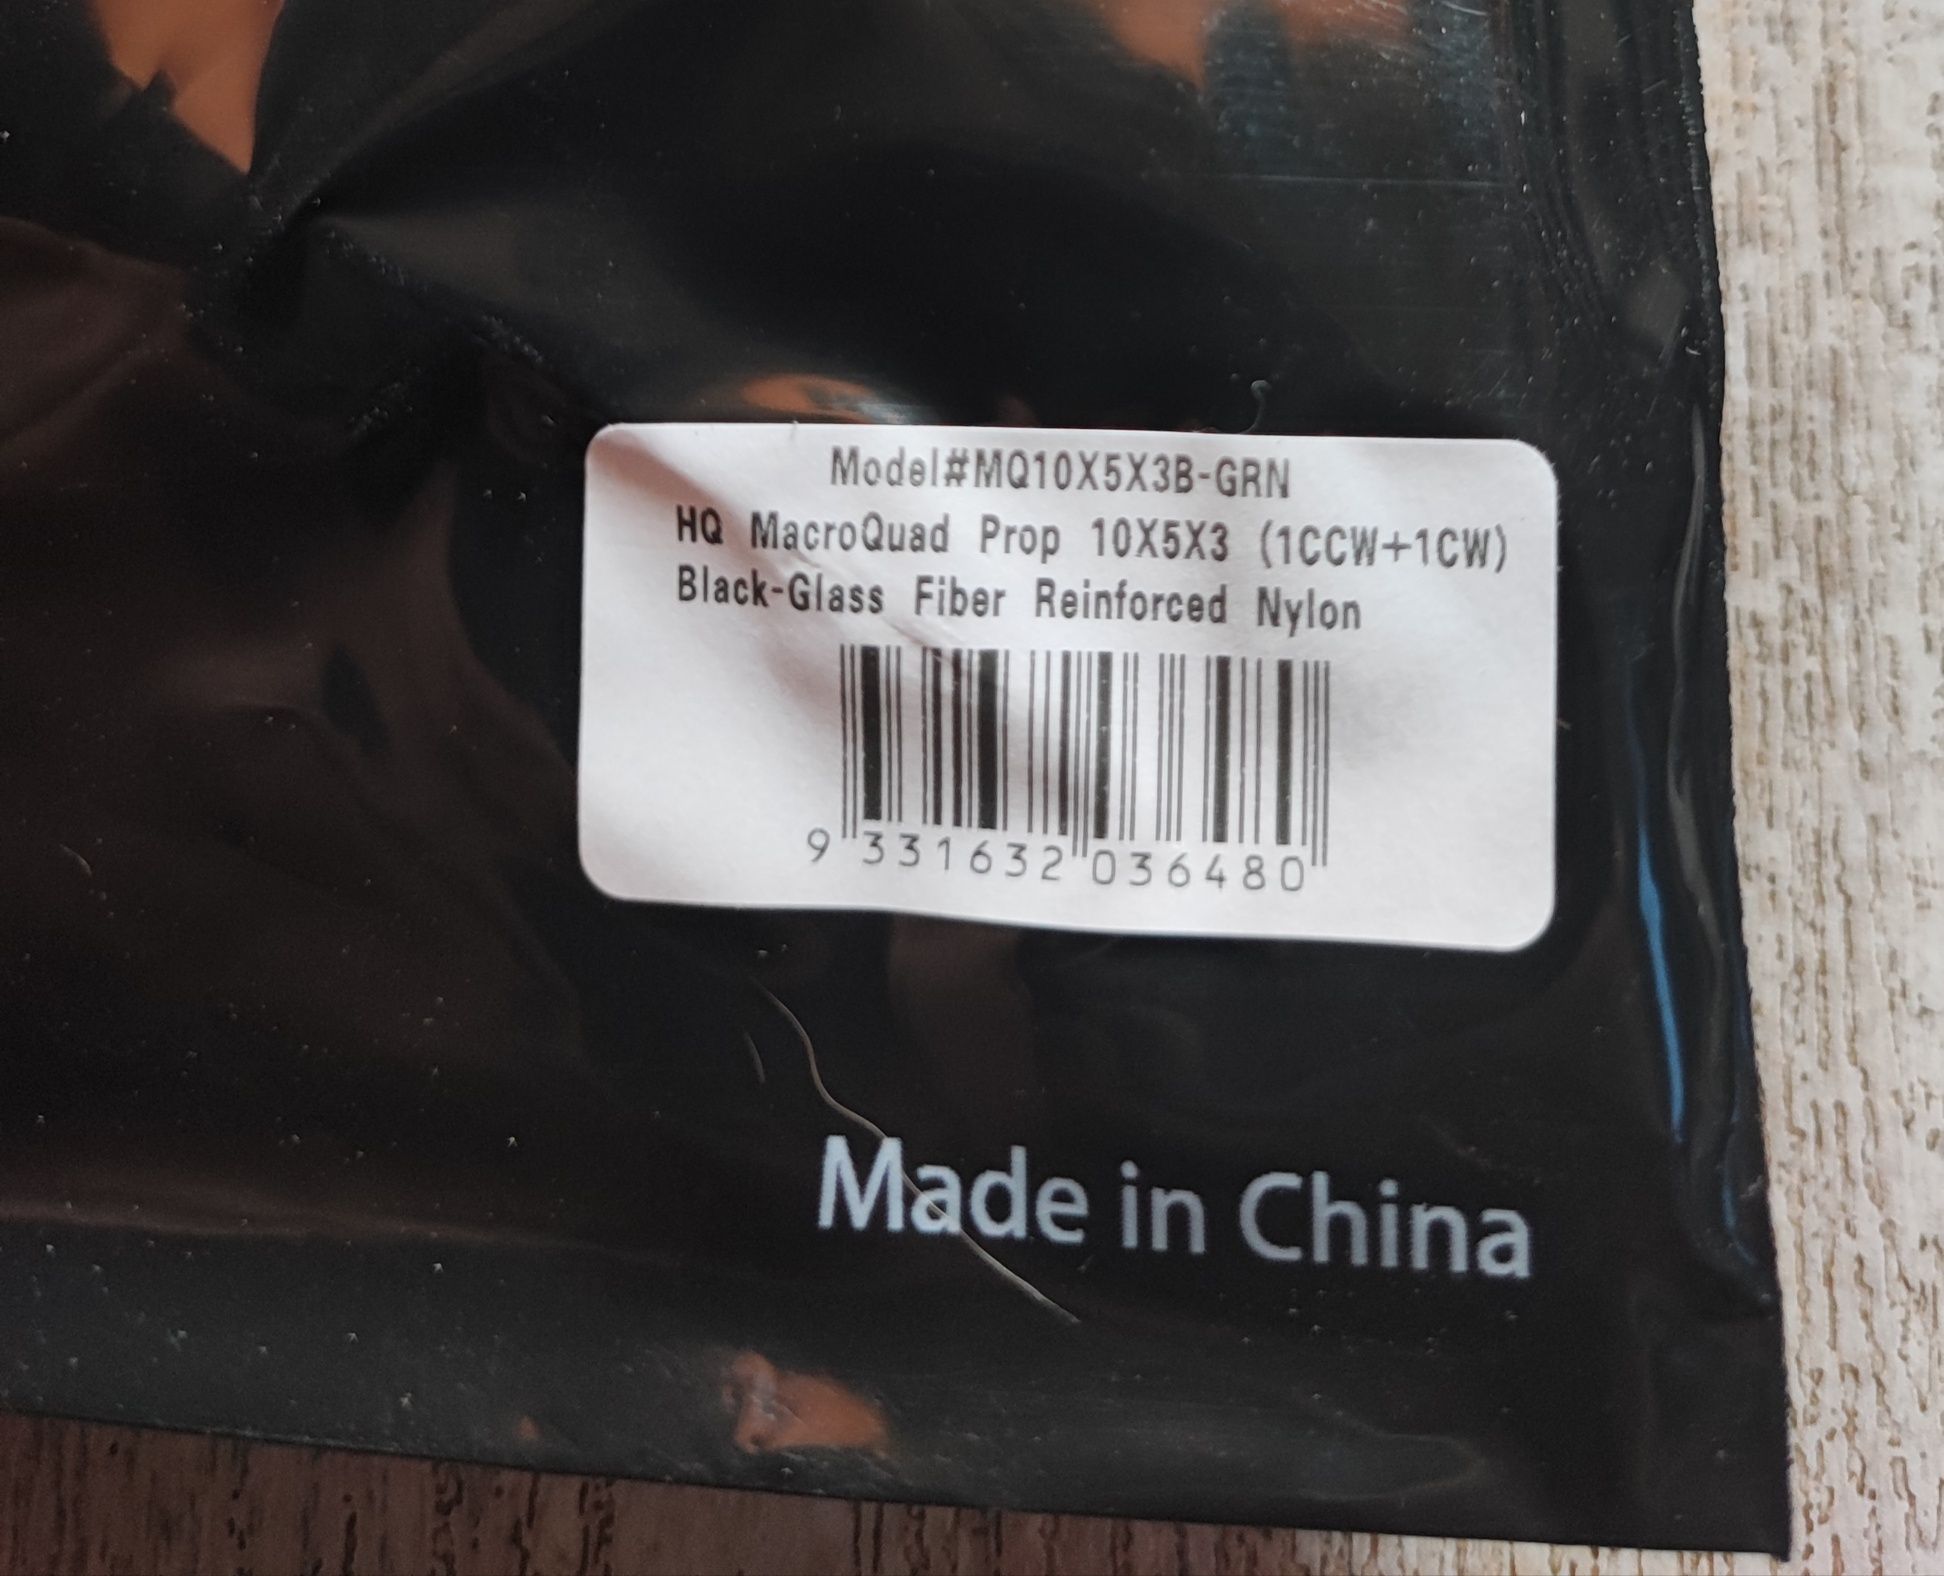 Model#MQ10X5X3B-GRN
HQ MacroQuad Prop 10X5X3 (1CCW+1CW)
Black-Glass Fiber Reinforced Nylon
9 331632 036480
Made in China